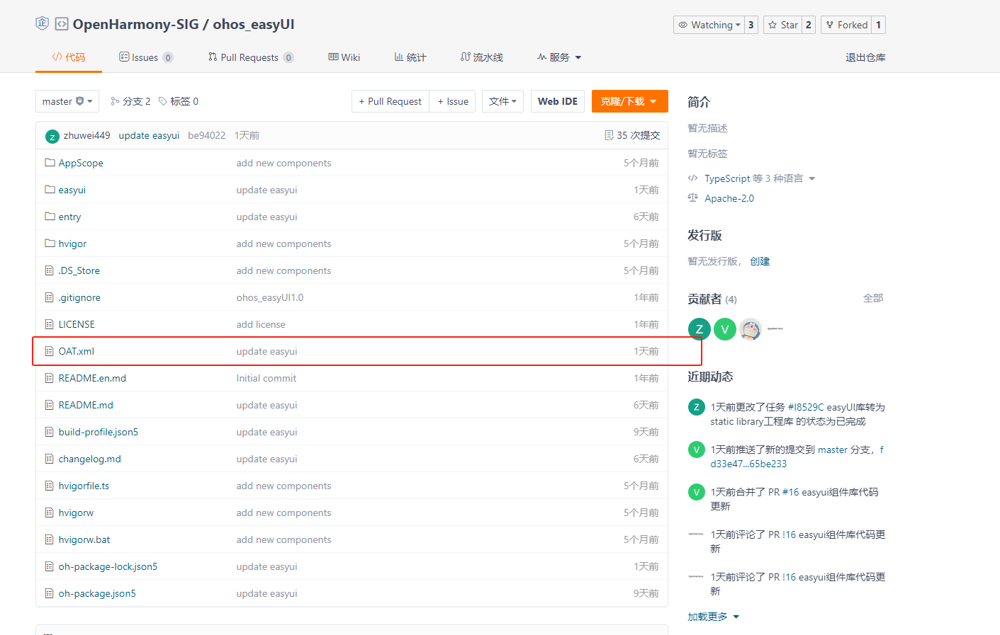 OpenHarmony-SIG / ohos_easyUI
Watching 3 Star 2 Forked 1
代码 Issues 0 Pull Requests 0 Wiki 统计 流水线 服务 退出仓库
master 分支 2 标签 0 + Pull Request + Issue 文件 Web IDE 克隆/下载
z zhuwei449 update easyui be94022 1天前 35 次提交
AppScope add new components 5个月前
easyui update easyui 1天前
entry update easyui 6天前
hvigor add new components 5个月前
.DS_Store add new components 5个月前
.gitignore ohos_easyUI1.0 1年前
LICENSE add license 1年前
OAT.xml update easyui 1天前
README.en.md Initial commit 1年前
README.md update easyui 6天前
build-profile.json5 update easyui 9天前
changelog.md update easyui 6天前
hvigorfile.ts add new components 5个月前
hvigorw add new components 5个月前
hvigorw.bat add new components 5个月前
oh-package-lock.json5 update easyui 1天前
oh-package.json5 update easyui 9天前
简介
暂无描述
暂无标签
TypeScript 等 3 种语言
Apache-2.0
发行版
暂无发行版， 创建
贡献者 (4) 全部
Z V
近期动态
Z 1天前更改了任务 #I8529C easyUI库转为
static library工程库 的状态为已完成
V 1天前推送了新的提交到 master 分支，f
d33e47...65be233
V 1天前合并了 PR #16 easyui组件库代码
更新
1天前评论了 PR !16 easyui组件库代码更
新
1天前评论了 PR !16 easyui组件库代码更
新
加载更多